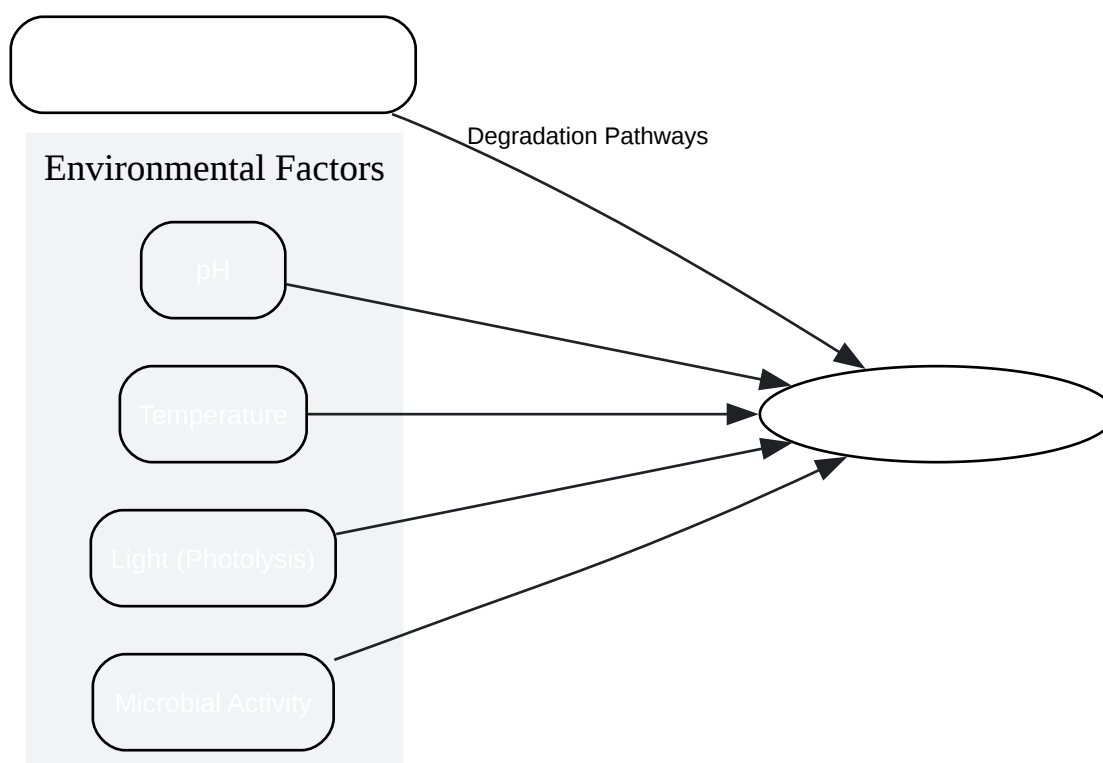 Degradation Pathways
Environmental Factors
pH
Temperature
Light (Photolysis)
Microbial Activity